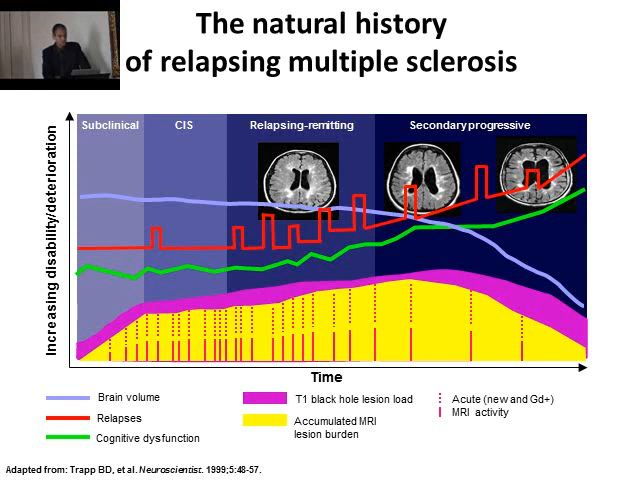 The natural history
of relapsing multiple sclerosis
Subclinical
CIS
Relapsing-remitting
Secondary progressive
Increasing disability/deterioration
Time
Brain volume
Relapses
Cognitive dysfunction
T1 black hole lesion load
Accumulated MRI
lesion burden
Acute (new and Gd+)
MRI activity
Adapted from: Trapp BD, et al. Neuroscientist. 1999;5:48-57.